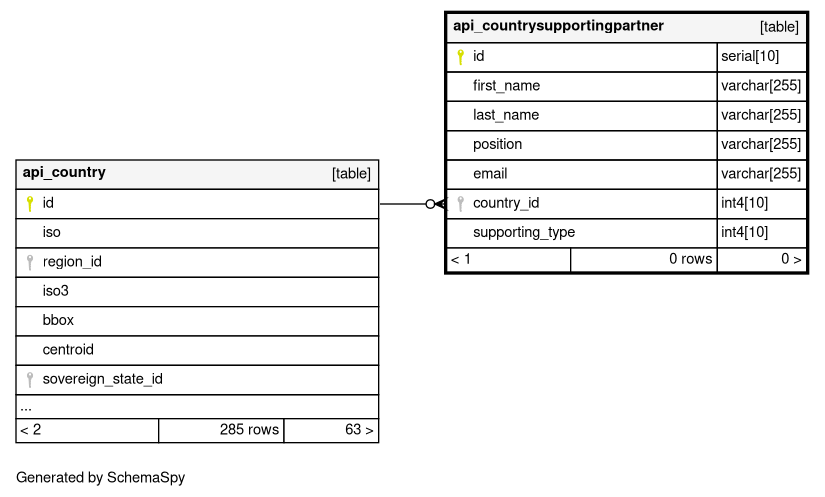 api_countrysupportingpartner [table]
id serial[10]
first_name varchar[255]
last_name varchar[255]
position varchar[255]
email varchar[255]
country_id int4[10]
supporting_type int4[10]
< 1 0 rows 0 >
api_country [table]
id
iso
region_id
iso3
bbox
centroid
sovereign_state_id
...
< 2 285 rows 63 >
Generated by SchemaSpy